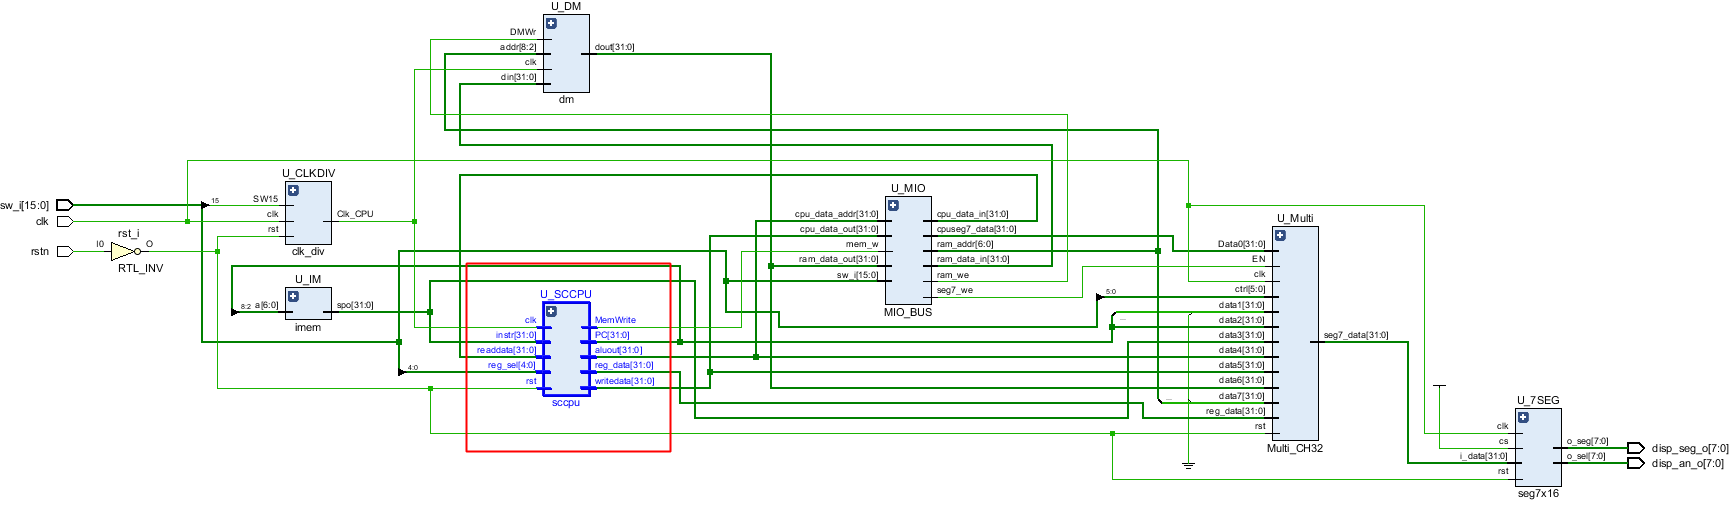 U_DM
DMWr
addr[8:2]
clk
din[31:0]
dout[31:0]
dm
U_CLKDIV
sw_i[15:0]
15
SW15
clk
clk
Clk_CPU
rst
clk_div
rst_i
rstn
I0
O
RTL_INV
U_IM
8:2
a[6:0]
spo[31:0]
imem
U_SCCPU
clk
MemWrite
instr[31:0]
PC[31:0]
readdata[31:0]
aluout[31:0]
4:0
reg_sel[4:0]
reg_data[31:0]
rst
writedata[31:0]
sccpu
U_MIO
cpu_data_addr[31:0]
cpu_data_in[31:0]
cpu_data_out[31:0]
cpuseg7_data[31:0]
mem_w
ram_addr[6:0]
ram_data_out[31:0]
ram_data_in[31:0]
sw_i[15:0]
ram_we
seg7_we
MIO_BUS
U_Multi
Data0[31:0]
EN
clk
5:0
ctrl[5:0]
data1[31:0]
...
data2[31:0]
data3[31:0]
seg7_data[31:0]
data4[31:0]
data5[31:0]
data6[31:0]
...
data7[31:0]
reg_data[31:0]
rst
Multi_CH32
U_7SEG
clk
cs
o_seg[7:0]
disp_seg_o[7:0]
i_data[31:0]
o_sel[7:0]
disp_an_o[7:0]
rst
seg7x16